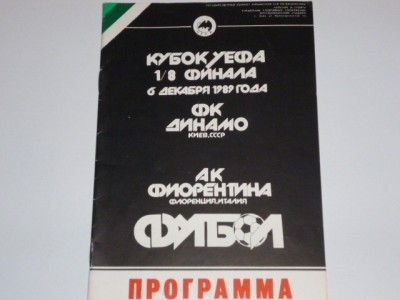 КУБОК УЕФА
1/8 ФИНАЛА
6 ДЕКАБРЯ 1989 ГОДА
ФК
ДИНАМО
КИЕВ, СССР
АК
ФИОРЕНТИНА
ФЛОРЕНЦИЯ, ИТАЛИЯ
ФУТБОЛ
ПРОГРАММА